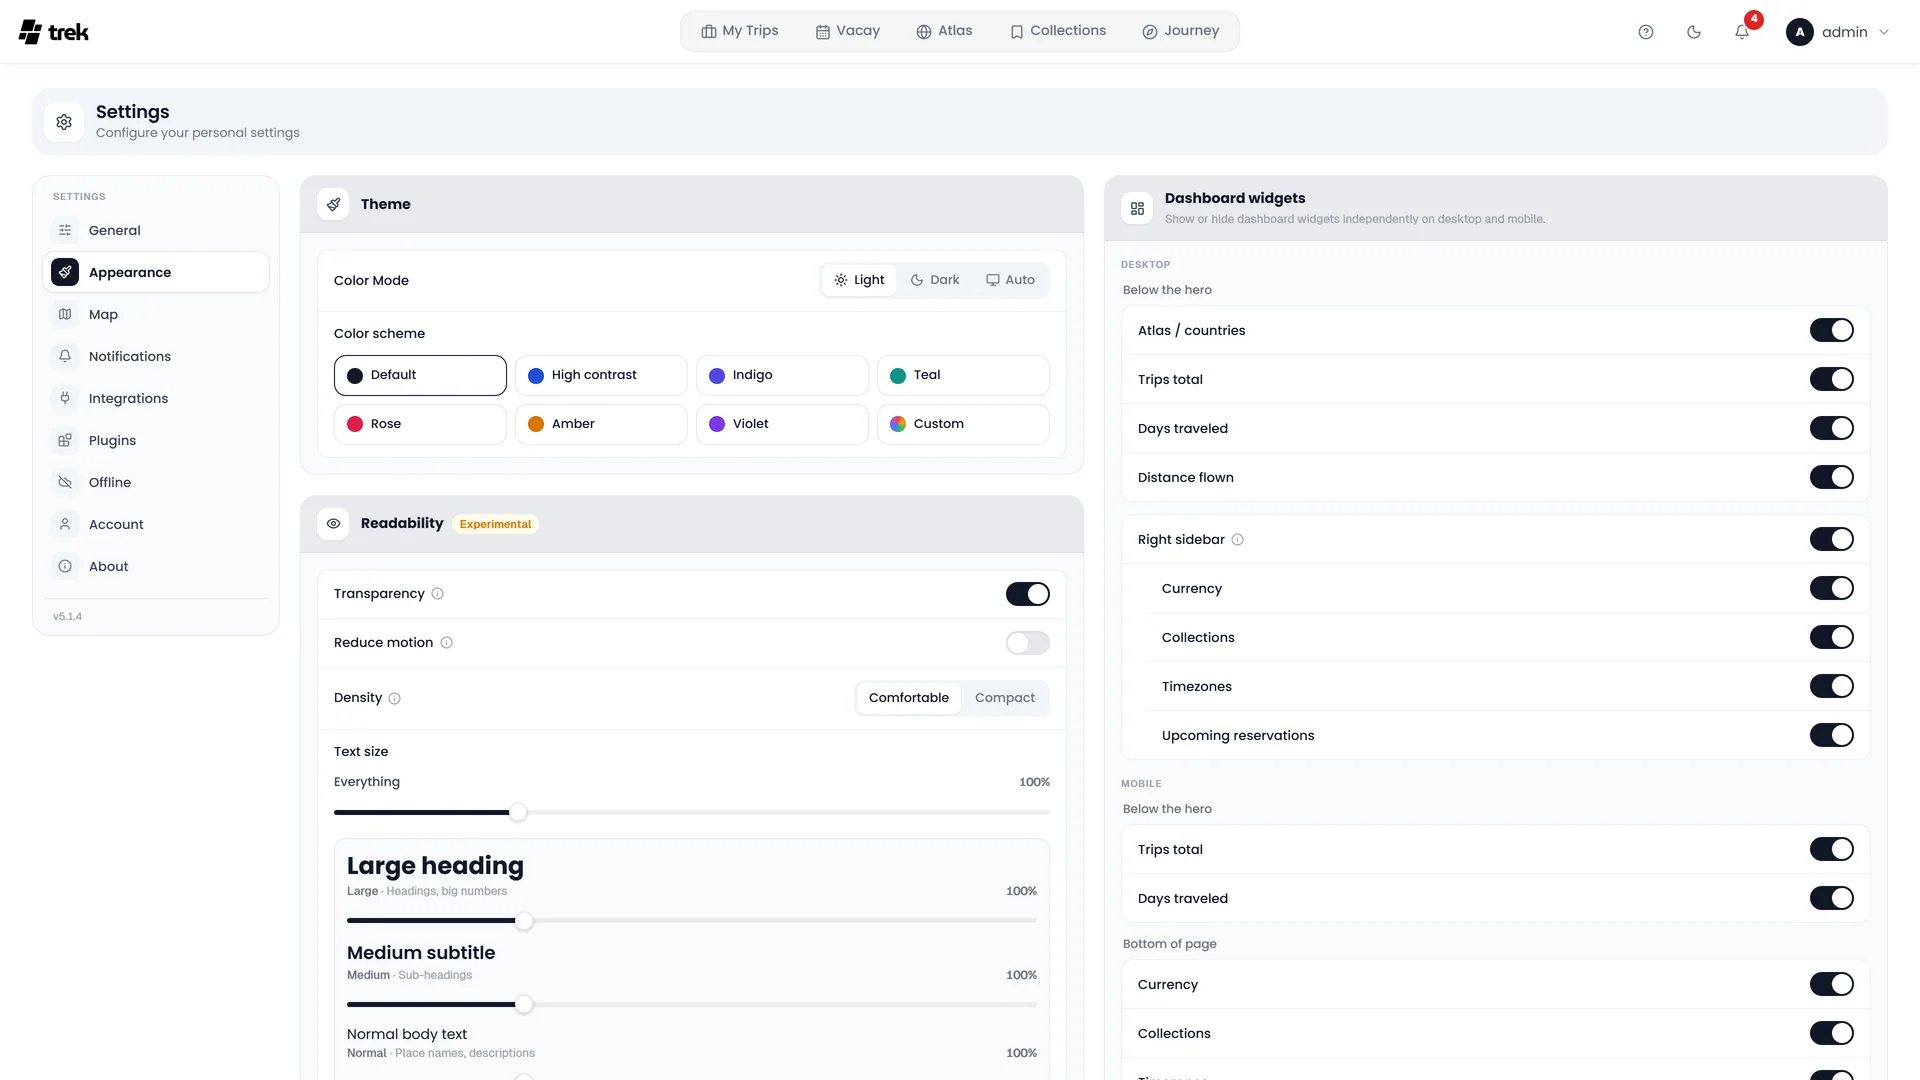 trek
My Trips
Vacay
Atlas
Collections
Journey
4
A
admin
Settings
Configure your personal settings
SETTINGS
General
Appearance
Map
Notifications
Integrations
Plugins
Offline
Account
About
v5.1.4
Theme
Color Mode
Light
Dark
Auto
Color scheme
Default
High contrast
Indigo
Teal
Rose
Amber
Violet
Custom
Readability
Experimental
Transparency
Reduce motion
Density
Comfortable
Compact
Text size
Everything
100%
Large heading
Large · Headings, big numbers
100%
Medium subtitle
Medium · Sub-headings
100%
Normal body text
Normal · Place names, descriptions
100%
Dashboard widgets
Show or hide dashboard widgets independently on desktop and mobile.
DESKTOP
Below the hero
Atlas / countries
Trips total
Days traveled
Distance flown
Right sidebar
Currency
Collections
Timezones
Upcoming reservations
MOBILE
Below the hero
Trips total
Days traveled
Bottom of page
Currency
Collections